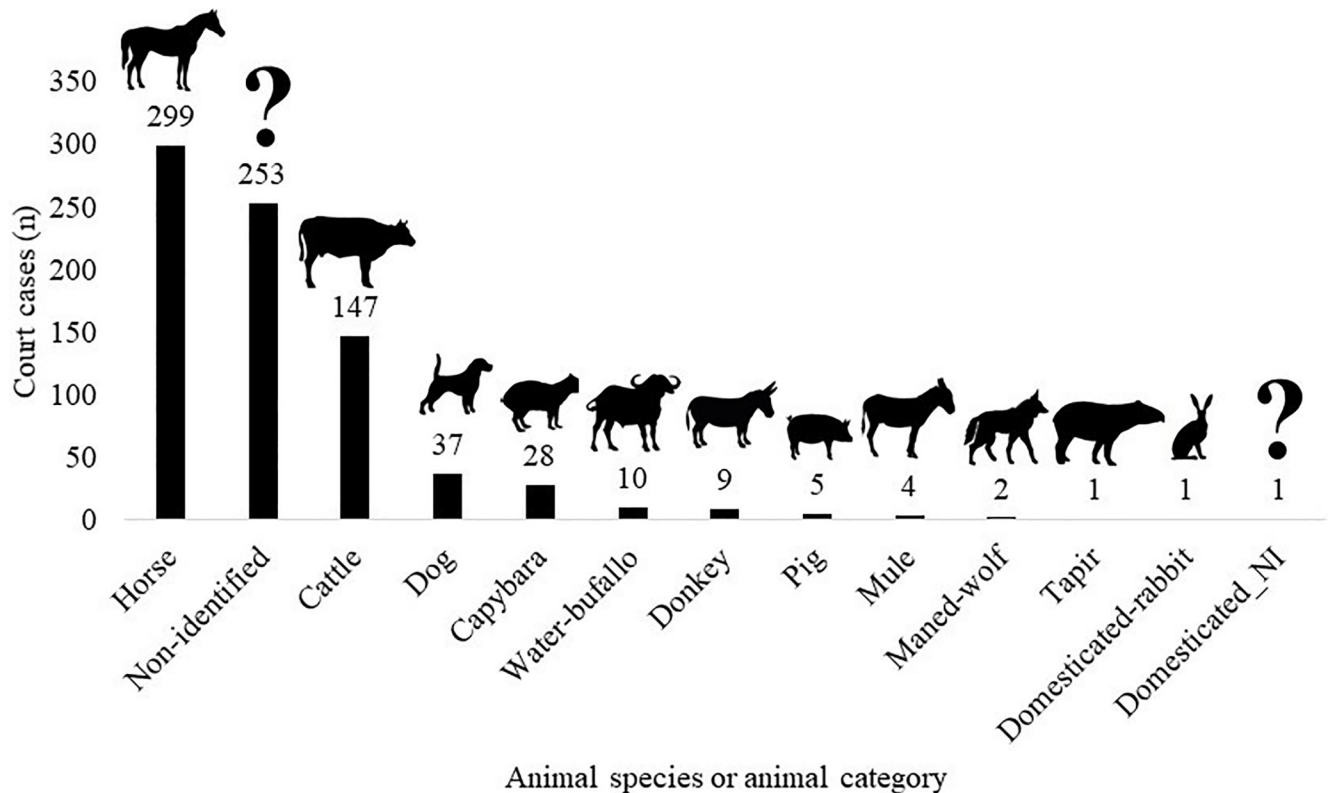 350
300
250
200
150
100
50
0
Court cases (n)
299
?
253
147
37
28
10
9
5
4
2
1
1
?
1
Horse
Non-identified
Cattle
Dog
Capybara
Water-bufallo
Donkey
Pig
Mule
Maned-wolf
Tapir
Domesticated-rabbit
Domesticated_NI
Animal species or animal category